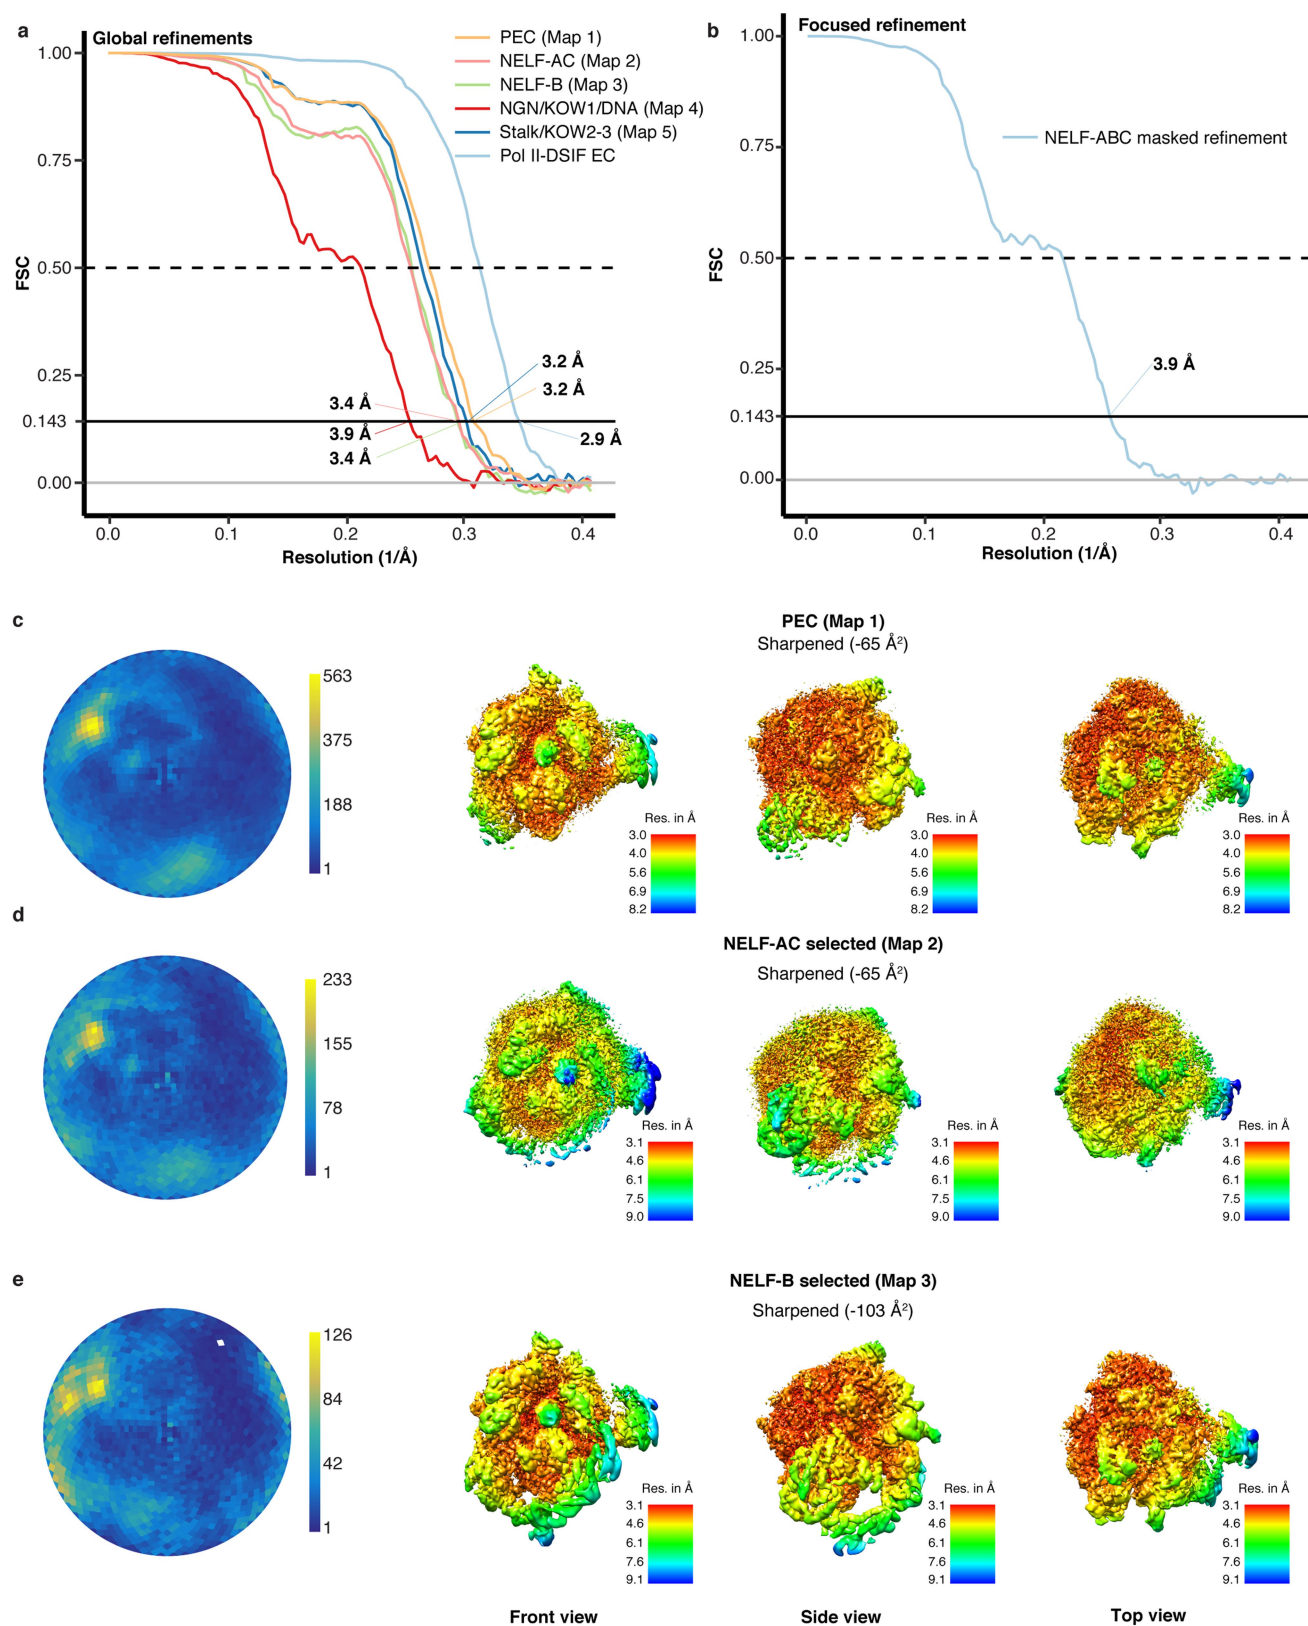 a
Global refinements
PEC (Map 1)
NELF-AC (Map 2)
NELF-B (Map 3)
NGN/KOW1/DNA (Map 4)
Stalk/KOW2-3 (Map 5)
Pol II-DSIF EC
1.00
0.75
0.50
0.25
0.143
0.00
FSC
3.2 Å
3.2 Å
3.4 Å
3.9 Å
3.4 Å
2.9 Å
0.0
0.1
0.2
0.3
0.4
Resolution (1/Å)
b
Focused refinement
NELF-ABC masked refinement
1.00
0.75
0.50
0.25
0.143
0.00
FSC
3.9 Å
0.0
0.1
0.2
0.3
0.4
Resolution (1/Å)
c
PEC (Map 1)
Sharpened (-65 Å²)
563
375
188
1
Res. in Å
3.0
4.0
5.6
6.9
8.2
Res. in Å
3.0
4.0
5.6
6.9
8.2
Res. in Å
3.0
4.0
5.6
6.9
8.2
d
NELF-AC selected (Map 2)
Sharpened (-65 Å²)
233
155
78
1
Res. in Å
3.1
4.6
6.1
7.5
9.0
Res. in Å
3.1
4.6
6.1
7.5
9.0
Res. in Å
3.1
4.6
6.1
7.5
9.0
e
NELF-B selected (Map 3)
Sharpened (-103 Å²)
126
84
42
1
Res. in Å
3.1
4.6
6.1
7.6
9.1
Res. in Å
3.1
4.6
6.1
7.6
9.1
Res. in Å
3.1
4.6
6.1
7.6
9.1
Front view
Side view
Top view